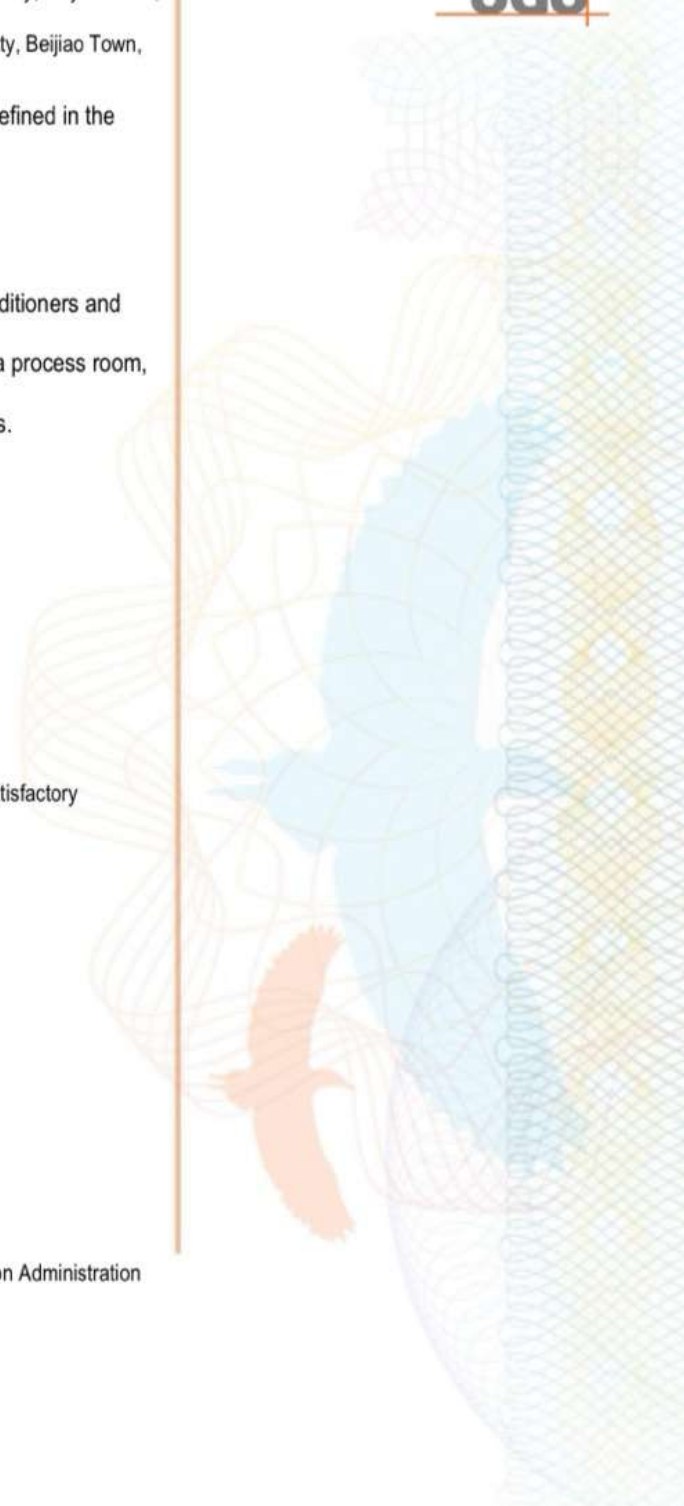 ty, Beijiao Town,
efined in the
ditioners and
a process room,
s.
tisfactory
on Administration